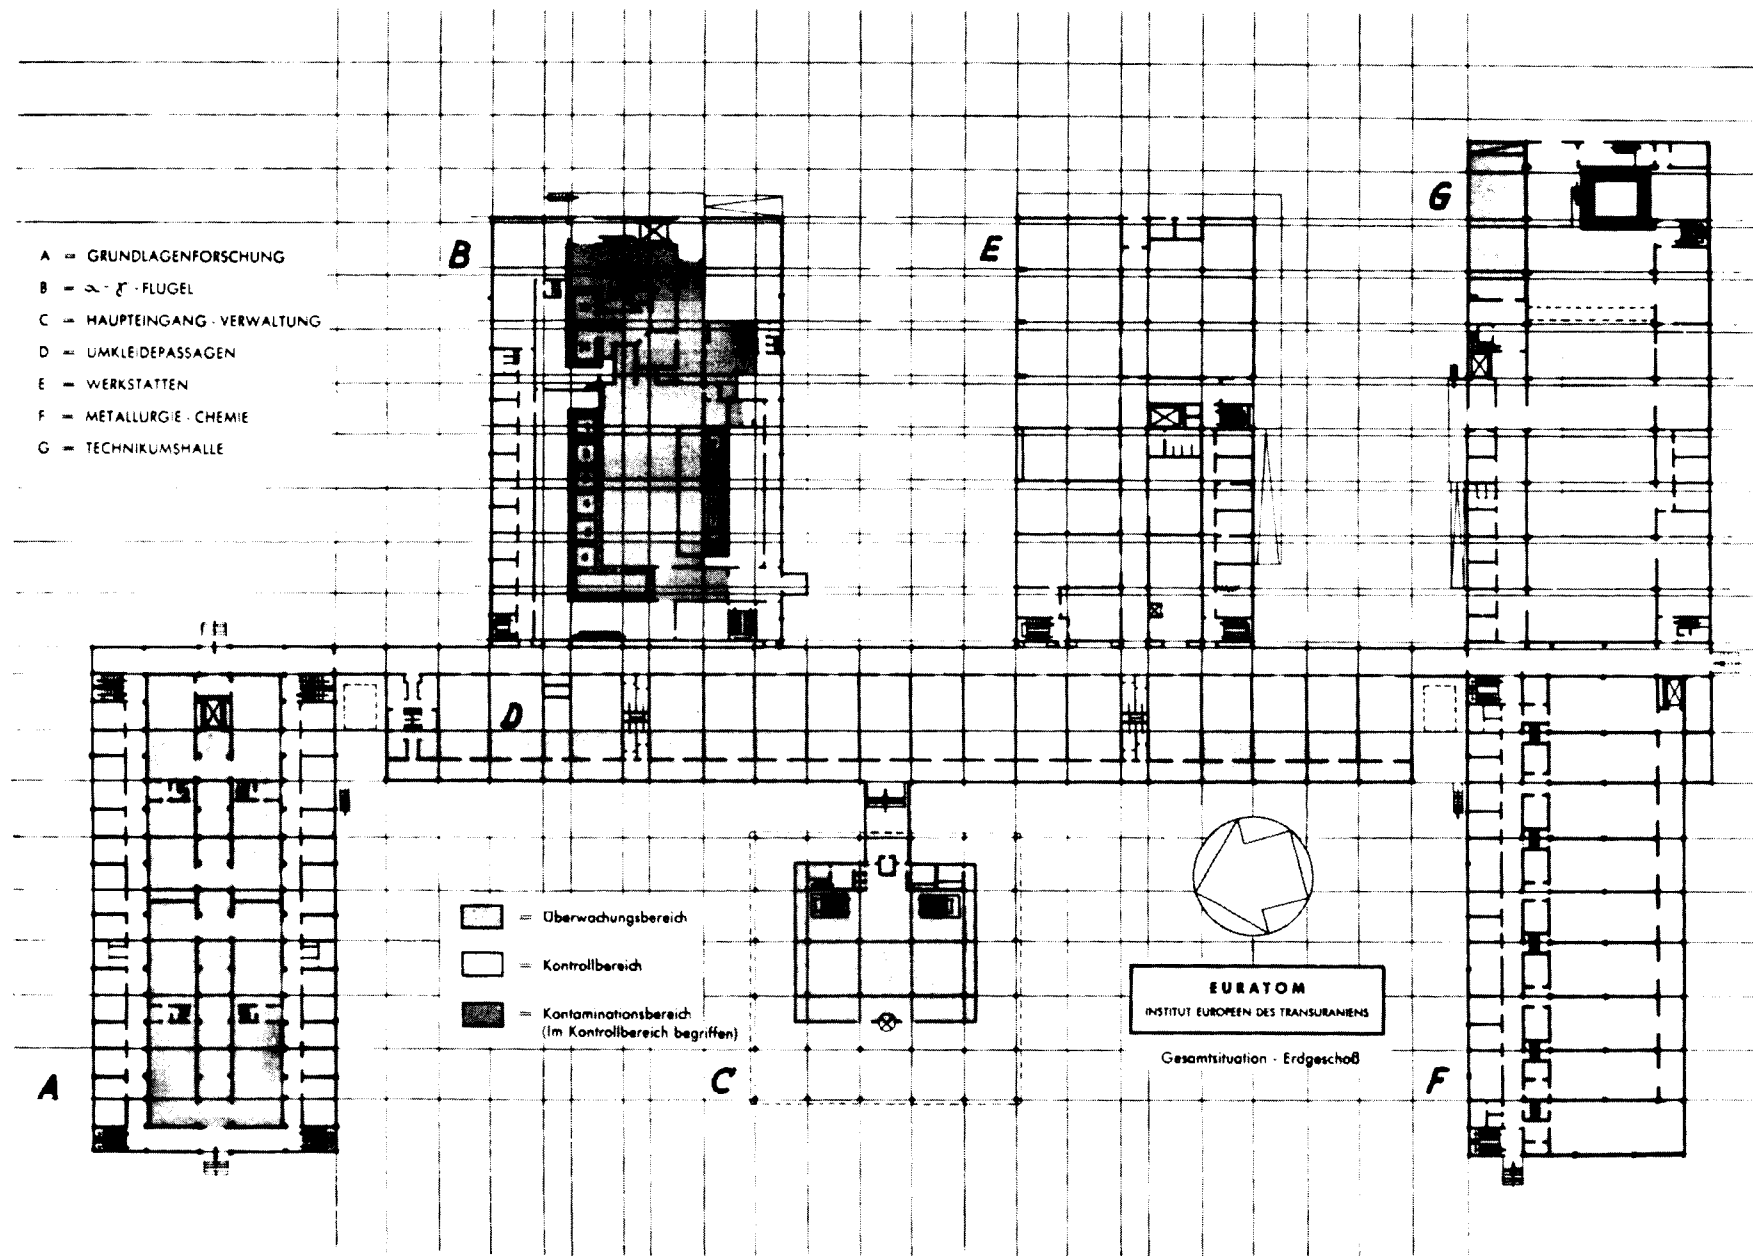 A = GRUNDLAGENFORSCHUNG
B = α - γ - FLUGEL
C = HAUPTEINGANG - VERWALTUNG
D = UMKLEIDEPASSAGEN
E = WERKSTATTEN
F = METALLURGIE - CHEMIE
G = TECHNIKUMSHALLE
B
E
G
D
A
C
F
= Überwachungsbereich
= Kontrollbereich
= Kontaminationsbereich
(Im Kontrollbereich begriffen)
EURATOM
INSTITUT EUROPEEN DES TRANSURANIENS
Gesamtsituation - Erdgeschoß